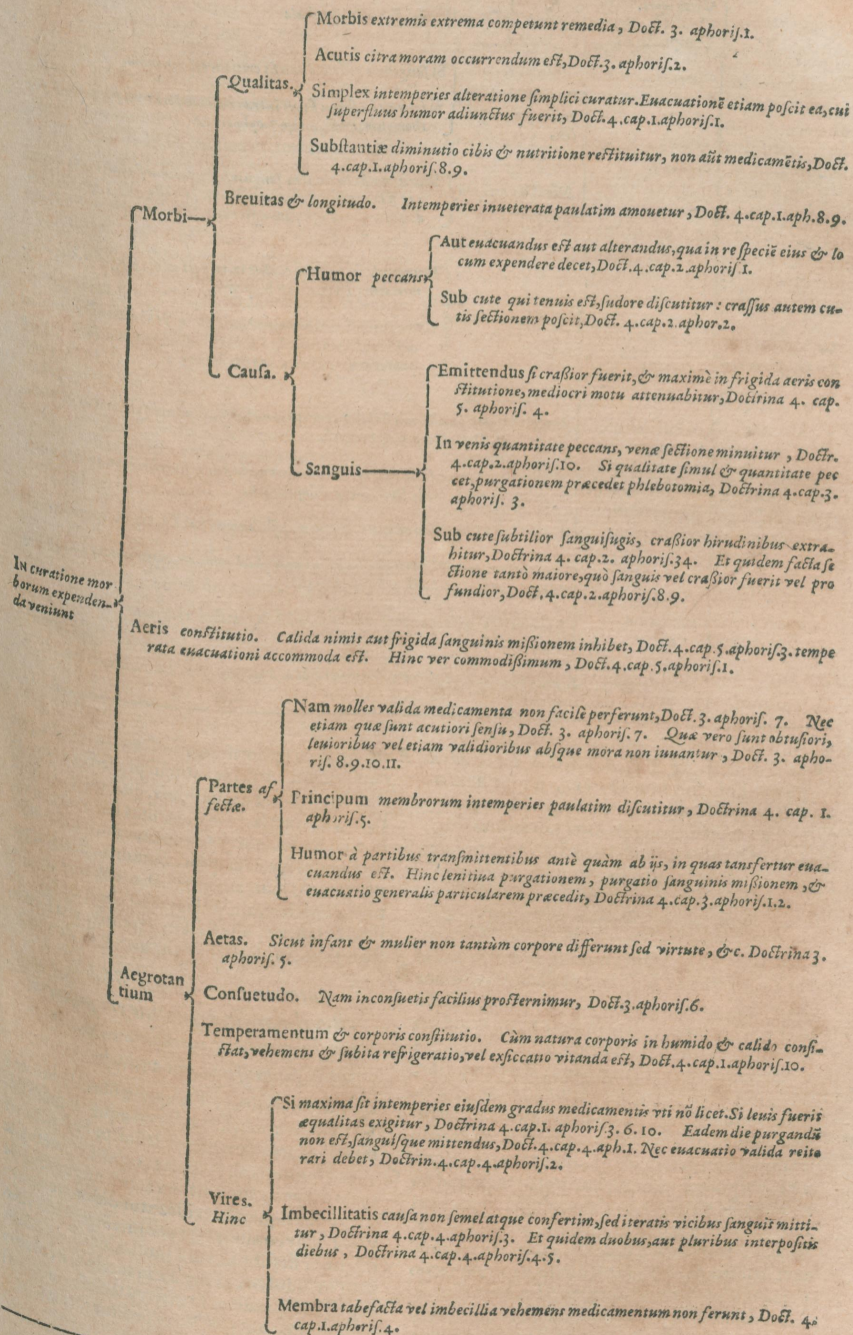 Morbis extremis extrema competunt remedia, Doct. 3. aphoris.1.
Acutis citra moram occurrendum est, Doct.3. aphoris.2.
Qualitas.
Simplex intemperies alteratione simplici curatur. Euacuationē etiam poscit ea, cui
superfluus humor adiunctus fuerit, Doct.4.cap.1.aphoris.1.
Substantiæ diminutio cibis & nutritione restituitur, non aūt medicamētis, Doct.
4.cap.1.aphoris.8.9.
Morbi
Breuitas & longitudo. Intemperies inueterata paulatim amouetur, Doct. 4.cap.1.aph.8.9.
Aut euacuandus est aut alterandus, qua in re speciē eius & lo
cum expendere decet, Doct.4.cap.2.aphoris.1.
Humor peccans
Sub cute qui tenuis est, sudore discutitur: crassus autem cu-
tis sectionem poscit, Doct. 4.cap.2.aphor.2.
Causa.
Emittendus si crassior fuerit, & maximè in frigida aeris con
stitutione, mediocri motu attenuabitur, Doctrina 4. cap.
5. aphoris. 4.
Sanguis
In venis quantitate peccans, venæ sectione minuitur, Doctr.
4.cap.2.aphoris.10. Si qualitate simul & quantitate pec
cet, purgationem præcedet phlebotomia, Doctrina 4.cap.3.
aphoris. 3.
Sub cute subtilior sanguisugis, crassior hirudinibus extra-
hitur, Doctrina 4. cap.2. aphoris.34. Et quidem facta se
ctione tantò maiore, quò sanguis vel crassior fuerit vel pro
fundior, Doct.4.cap.2.aphoris.8.9.
IN curatione mor
borum expenden-
da veniunt
Aeris constitutio. Calida nimis aut frigida sanguinis missionem inhibet, Doct.4.cap.5.aphoris.3. tempe
rata euacuationi accommoda est. Hinc ver commodissimum, Doct.4.cap.5.aphoris.1.
Nam molles valida medicamenta non facilè perferunt, Doct.3.aphoris. 7. Nec
etiam quæ sunt acutiori sensu, Doct. 3. aphoris. 7. Quæ vero sunt obtusiori,
leuioribus vel etiam validioribus absque mora non iuuantur, Doct. 3. apho-
ris. 8.9.10.11.
Partes af
fectæ.
Principum membrorum intemperies paulatim discutitur, Doctrina 4. cap. 1.
aphoris.5.
Humor à partibus transmittentibus antè quàm ab ijs, in quas tansfertur eua-
cuandus est. Hinc lenitiua purgationem, purgatio sanguinis missionem, &
euacuatio generalis particularem præcedit, Doctrina 4.cap.3.aphoris.1.2.
Aetas. Sicut infans & mulier non tantùm corpore differunt sed virtute, &c. Doctrina 3.
aphoris. 5.
Aegrotan
tium
Consuetudo. Nam inconsuetis facilius prosternimur, Doct.3.aphoris.6.
Temperamentum & corporis constitutio. Cùm natura corporis in humido & calido consi-
stat, vehemens & subita refrigeratio, vel exsiccatio vitanda est, Doct.4.cap.1.aphoris.10.
Si maxima sit intemperies eiusdem gradus medicamentis vti nō licet. Si leuis fuerit
æqualitas exigitur, Doctrina 4.cap.1. aphoris.3. 6. 10. Eadem die purgandū
non est, sanguisque mittendus, Doct.4.cap.4.aph.1. Nec euacuatio valida reite
rari debet, Doctrin.4.cap.4.aphoris.2.
Vires.
Hinc
Imbecillitatis causa non semel atque confertim, sed iteratis vicibus sanguis mitti-
tur, Doctrina 4.cap.4.aphoris.3. Et quidem duobus, aut pluribus interpositis
diebus, Doctrina 4.cap.4.aphoris.4.5.
Membra tabefacta vel imbecillia vehemens medicamentum non ferunt, Doct. 4.
cap.1.aphoris.4.